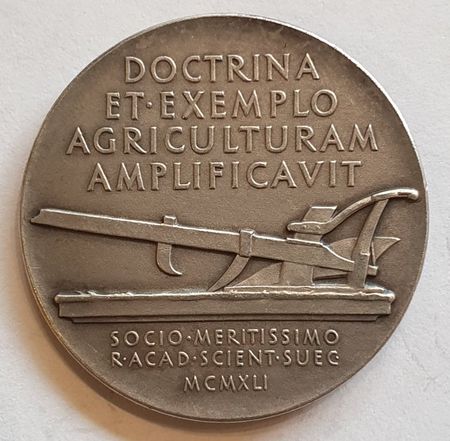 DOCTRINA
ET·EXEMPLO
AGRICULTURAM
AMPLIFICAVIT
SOCIO·MERITISSIMO
R·ACAD·SCIENT·SUEC
MCMXLI